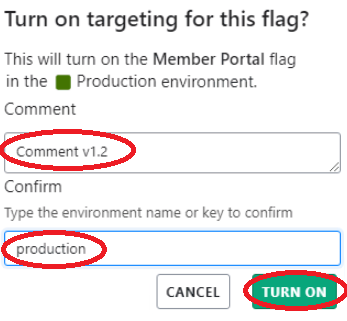 Turn on targeting for this flag?
This will turn on the Member Portal flag
in the Production environment.
Comment
Comment v1.2
Confirm
Type the environment name or key to confirm
production
CANCEL TURN ON